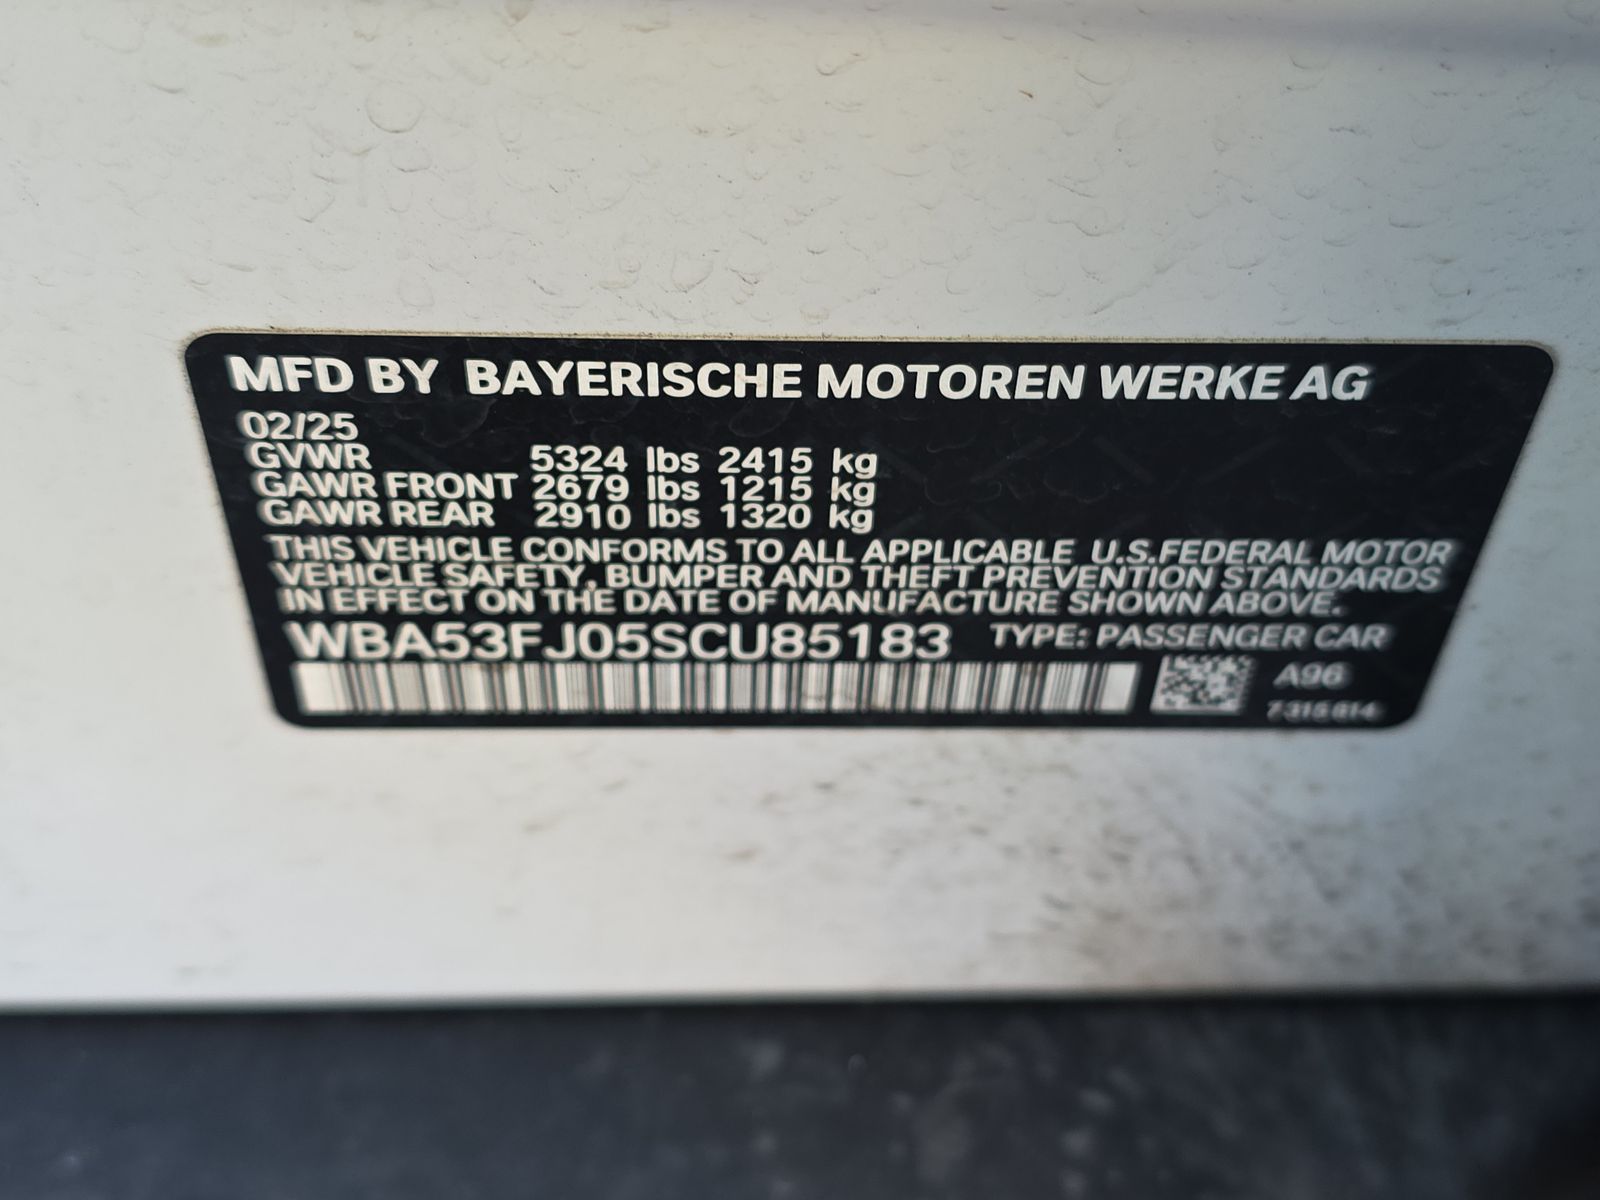 MFD BY BAYERISCHE MOTOREN WERKE AG
02/25
GVWR 5324 lbs 2415 kg
GAWR FRONT 2679 lbs 1215 kg
GAWR REAR 2910 lbs 1320 kg
THIS VEHICLE CONFORMS TO ALL APPLICABLE U.S.FEDERAL MOTOR
VEHICLE SAFETY, BUMPER AND THEFT PREVENTION STANDARDS
IN EFFECT ON THE DATE OF MANUFACTURE SHOWN ABOVE.
WBA53FJ05SCU85183 TYPE: PASSENGER CAR
A96